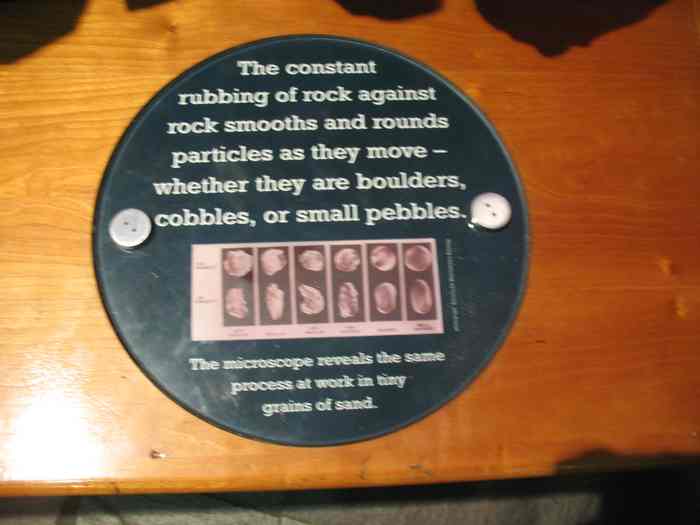 The constant
rubbing of rock against
rock smooths and rounds
particles as they move –
whether they are boulders,
cobbles, or small pebbles.
The microscope reveals the same
process at work in tiny
grains of sand.